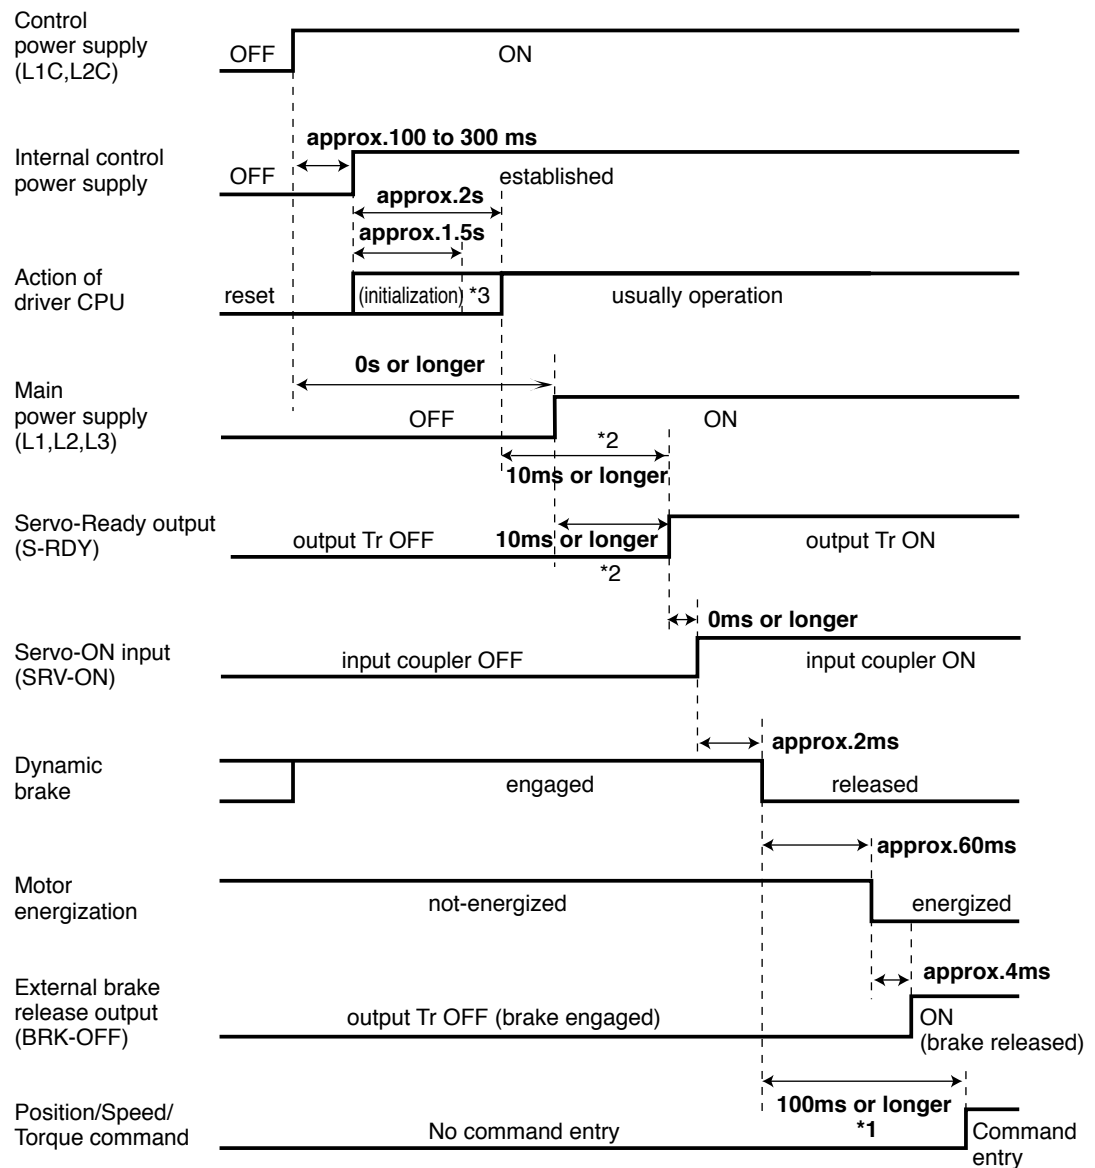 Control
power supply
(L1C,L2C)
OFF
ON
approx.100 to 300 ms
Internal control
power supply
OFF
established
approx.2s
approx.1.5s
Action of
driver CPU
reset
(initialization) *3
usually operation
0s or longer
Main
power supply
(L1,L2,L3)
OFF
ON
*2
10ms or longer
Servo-Ready output
(S-RDY)
output Tr OFF
10ms or longer
*2
output Tr ON
0ms or longer
Servo-ON input
(SRV-ON)
input coupler OFF
input coupler ON
approx.2ms
Dynamic
brake
engaged
released
approx.60ms
Motor
energization
not-energized
energized
approx.4ms
External brake
release output
(BRK-OFF)
output Tr OFF (brake engaged)
ON
(brake released)
100ms or longer
*1
Position/Speed/
Torque command
No command entry
Command
entry